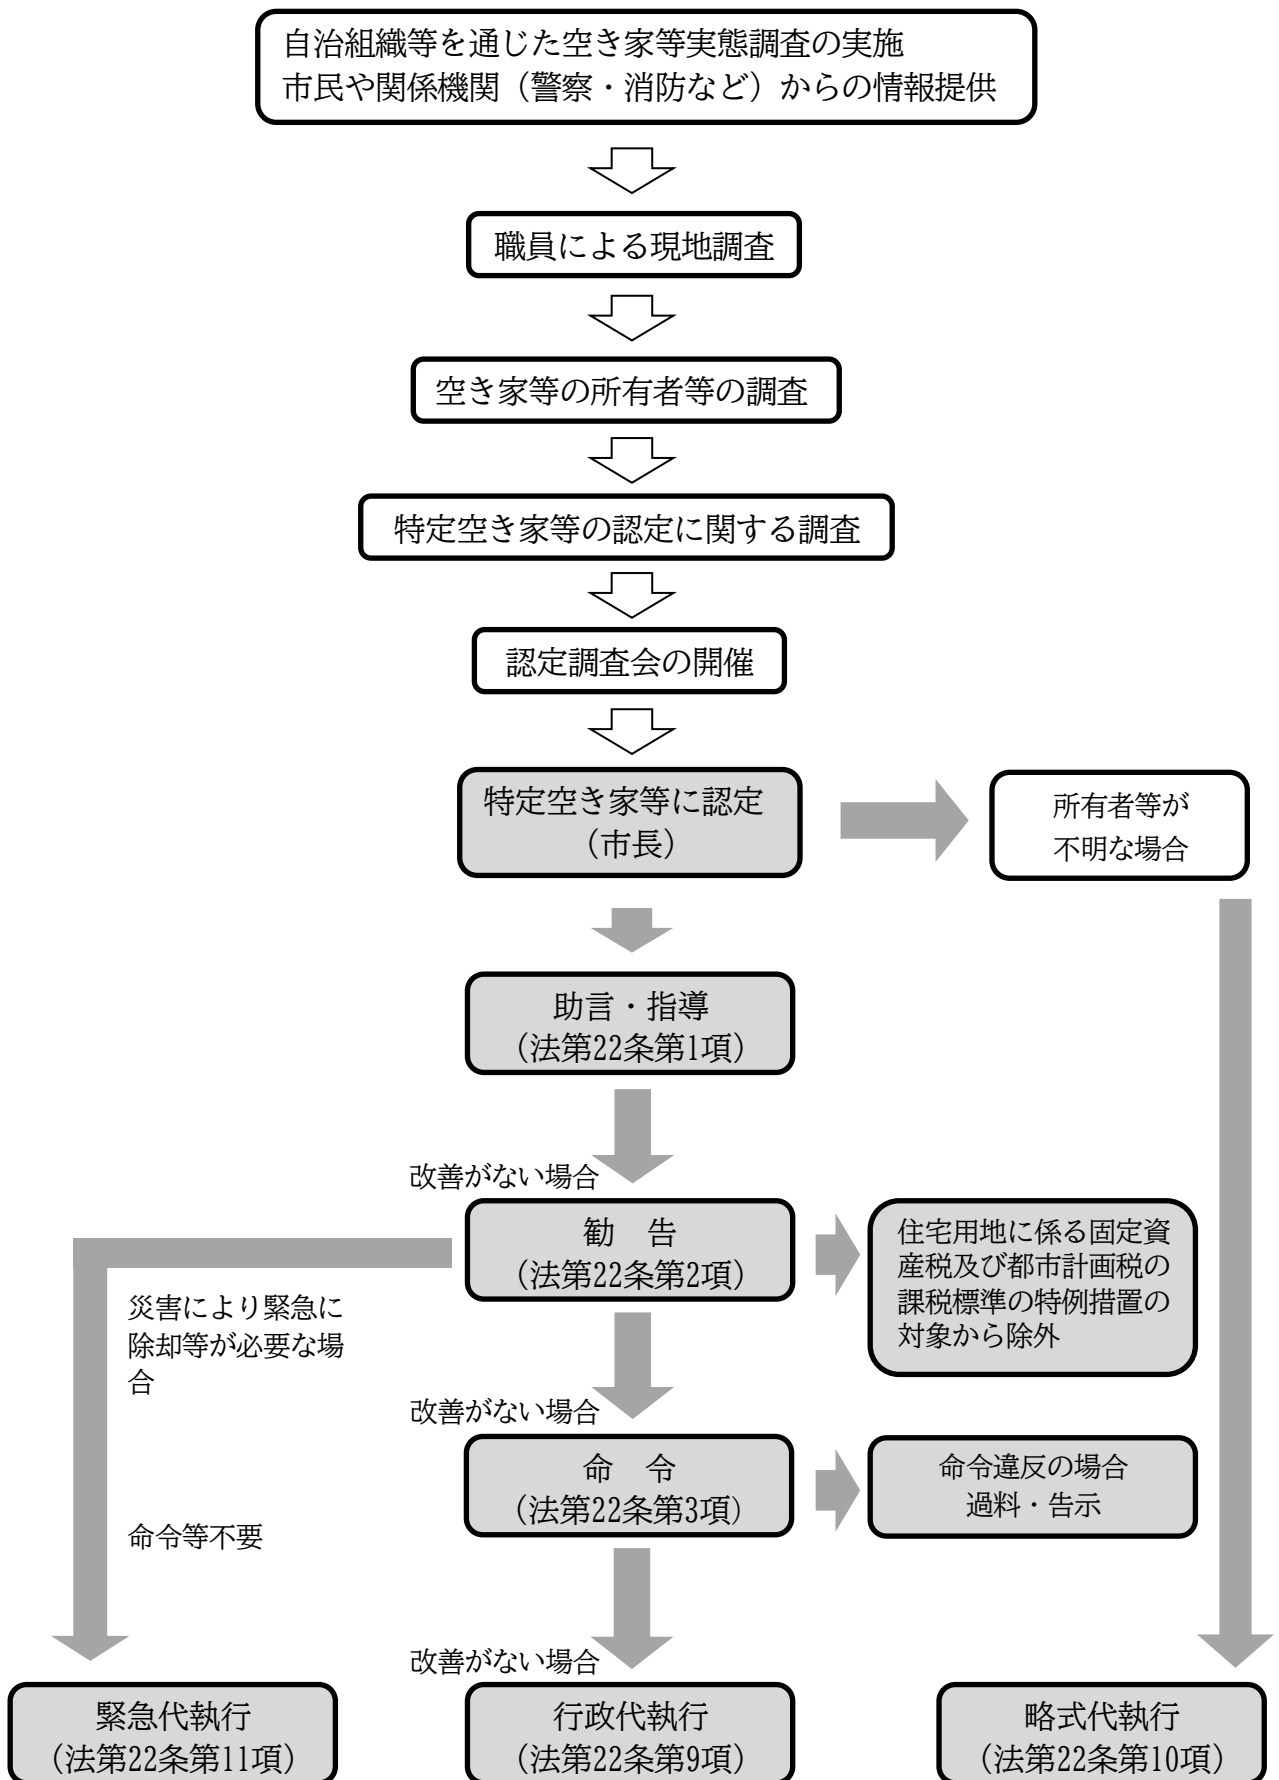 自治組織等を通じた空き家等実態調査の実施
市民や関係機関（警察・消防など）からの情報提供
職員による現地調査
空き家等の所有者等の調査
特定空き家等の認定に関する調査
認定調査会の開催
特定空き家等に認定
（市長）
所有者等が
不明な場合
助言・指導
（法第22条第1項）
改善がない場合
勧　告
（法第22条第2項）
住宅用地に係る固定資
産税及び都市計画税の
課税標準の特例措置の
対象から除外
災害により緊急に
除却等が必要な場
合
改善がない場合
命　令
（法第22条第3項）
命令違反の場合
過料・告示
命令等不要
改善がない場合
緊急代執行
（法第22条第11項）
行政代執行
（法第22条第9項）
略式代執行
（法第22条第10項）